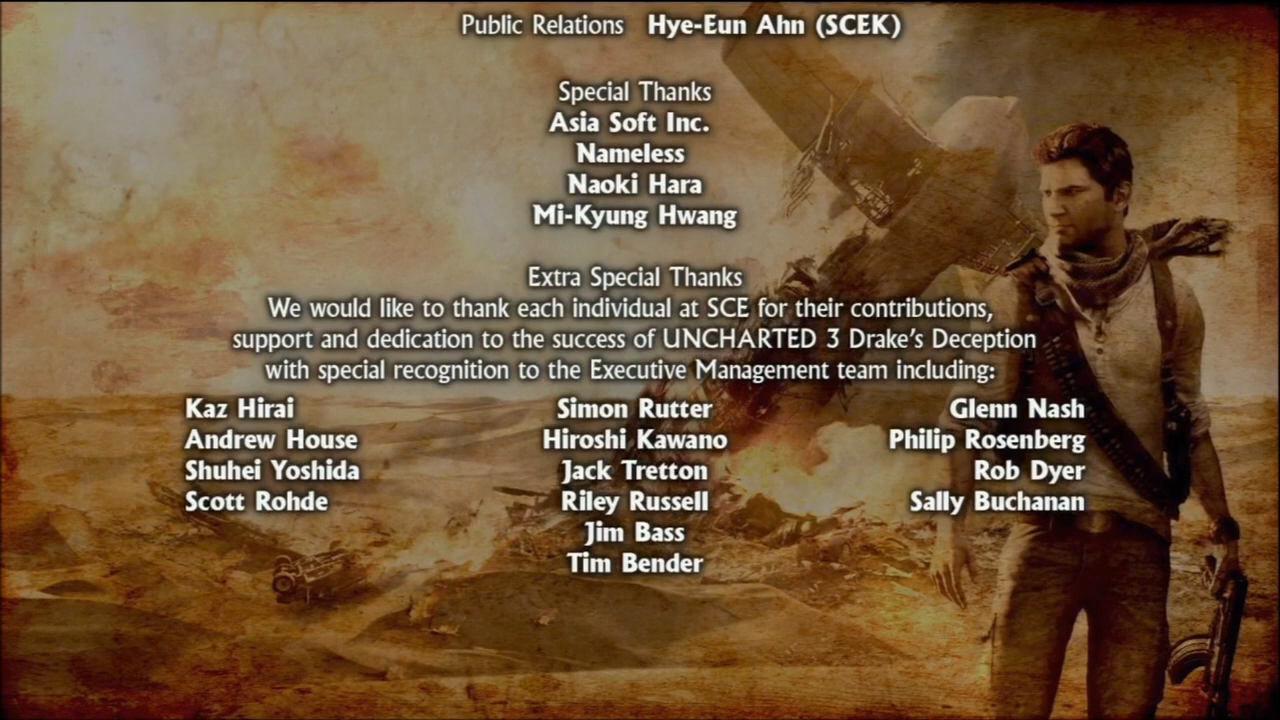 Public Relations Hye-Eun Ahn (SCEK)
Special Thanks
Asia Soft Inc.
Nameless
Naoki Hara
Mi-Kyung Hwang
Extra Special Thanks
We would like to thank each individual at SCE for their contributions,
support and dedication to the success of UNCHARTED 3 Drake's Deception
with special recognition to the Executive Management team including:
Kaz Hirai Simon Rutter Glenn Nash
Andrew House Hiroshi Kawano Philip Rosenberg
Shuhei Yoshida Jack Tretton Rob Dyer
Scott Rohde Riley Russell Sally Buchanan
Jim Bass
Tim Bender